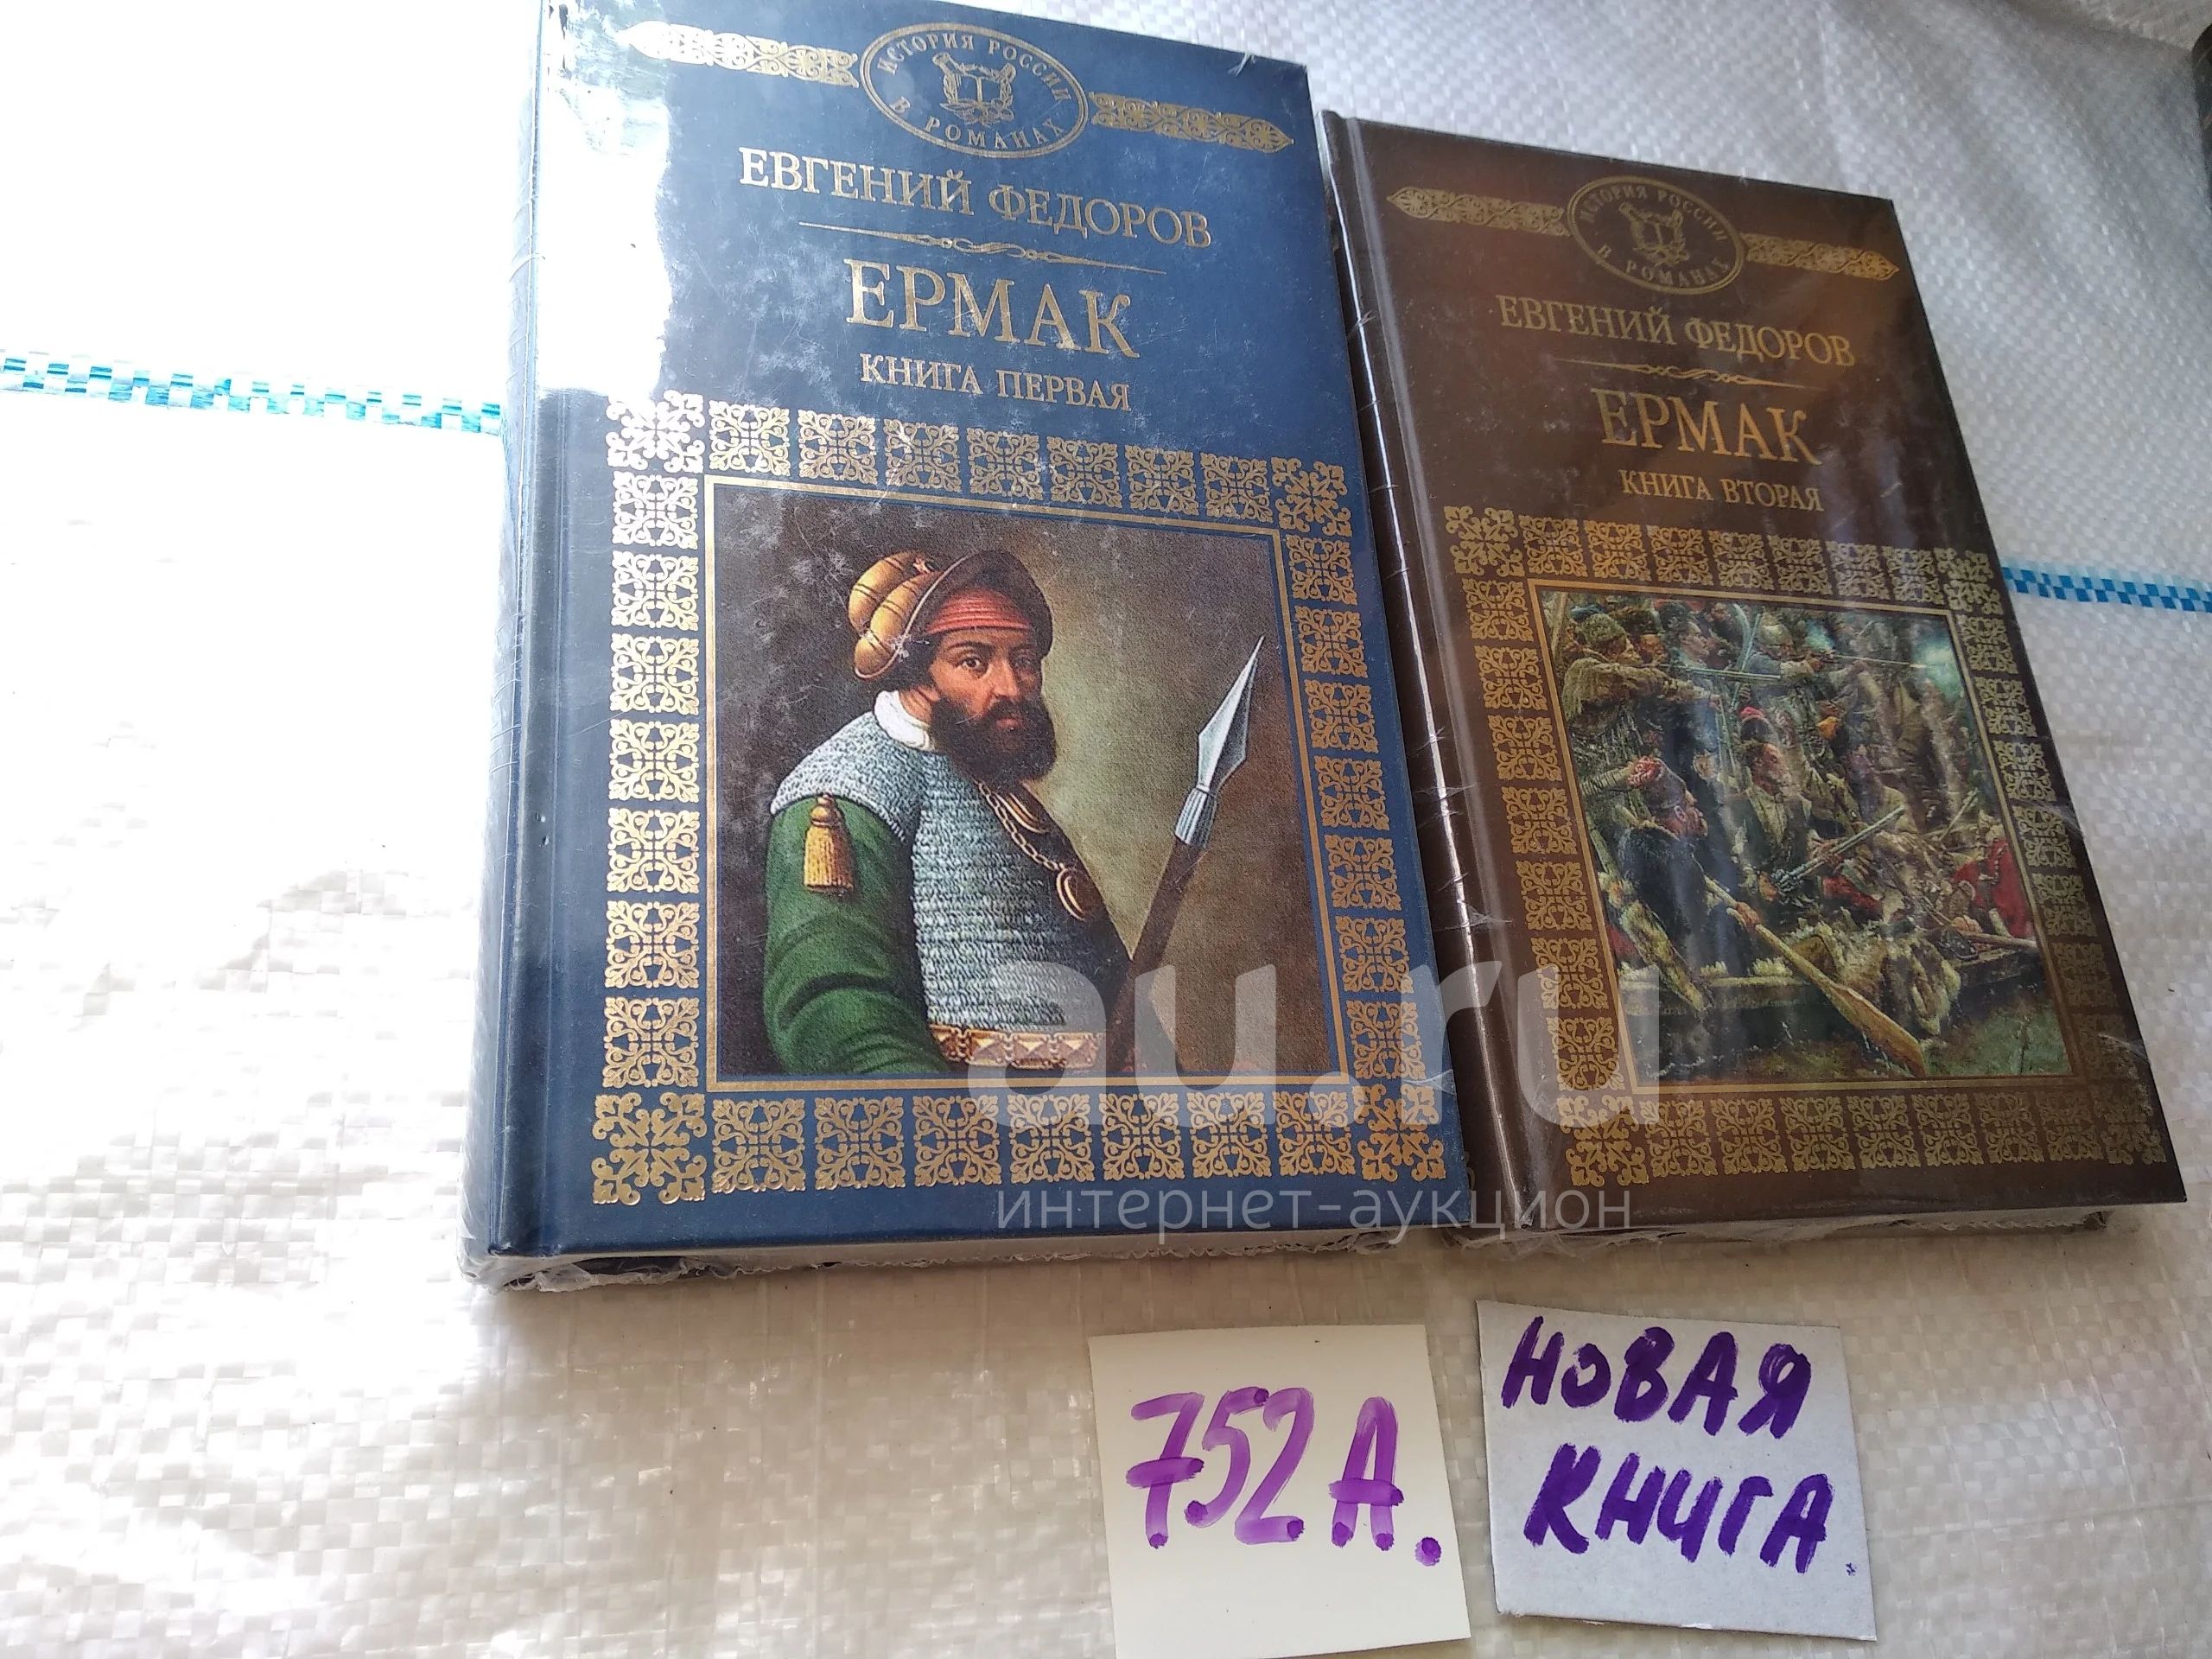 ИСТОРИЯ РОССИИ
В РОМАНАХ
ЕВГЕНИЙ ФЕДОРОВ
ЕРМАК
КНИГА ПЕРВАЯ
ИСТОРИЯ РОССИИ
В РОМАНАХ
ЕВГЕНИЙ ФЕДОРОВ
ЕРМАК
КНИГА ВТОРАЯ
au.ru
интернет-аукцион
752А.
НОВАЯ
КНИГА.